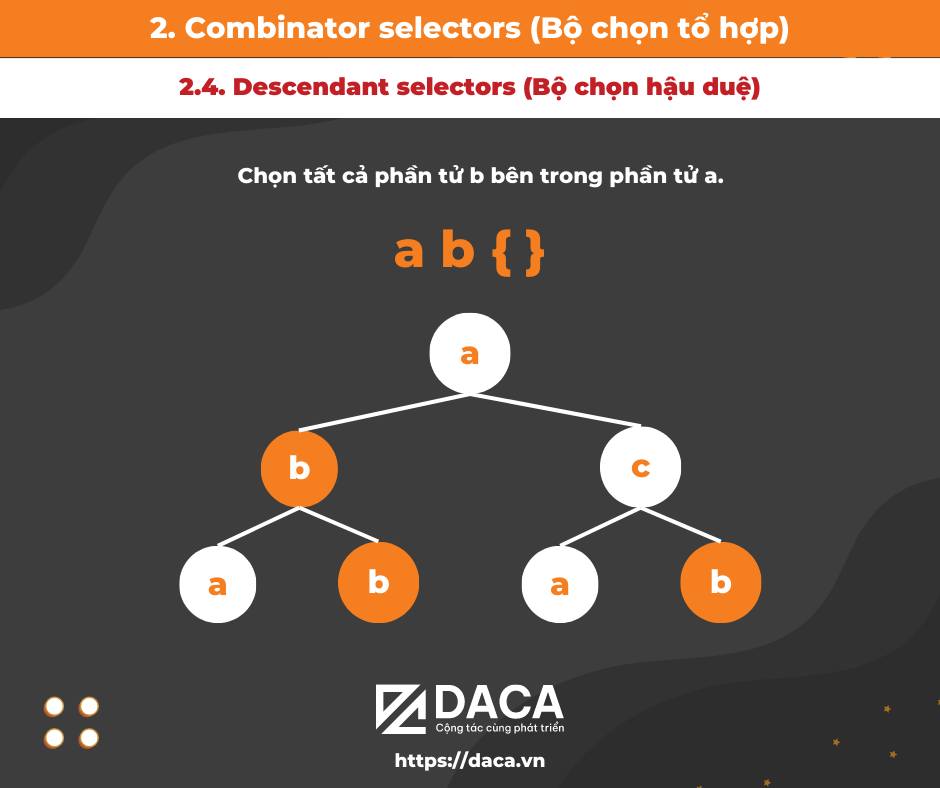 2. Combinator selectors (Bộ chọn tổ hợp)
2.4. Descendant selectors (Bộ chọn hậu duệ)
Chọn tất cả phần tử b bên trong phần tử a.
a b { }
a
b
c
a
b
a
b
DACA
Cộng tác cùng phát triển
https://daca.vn